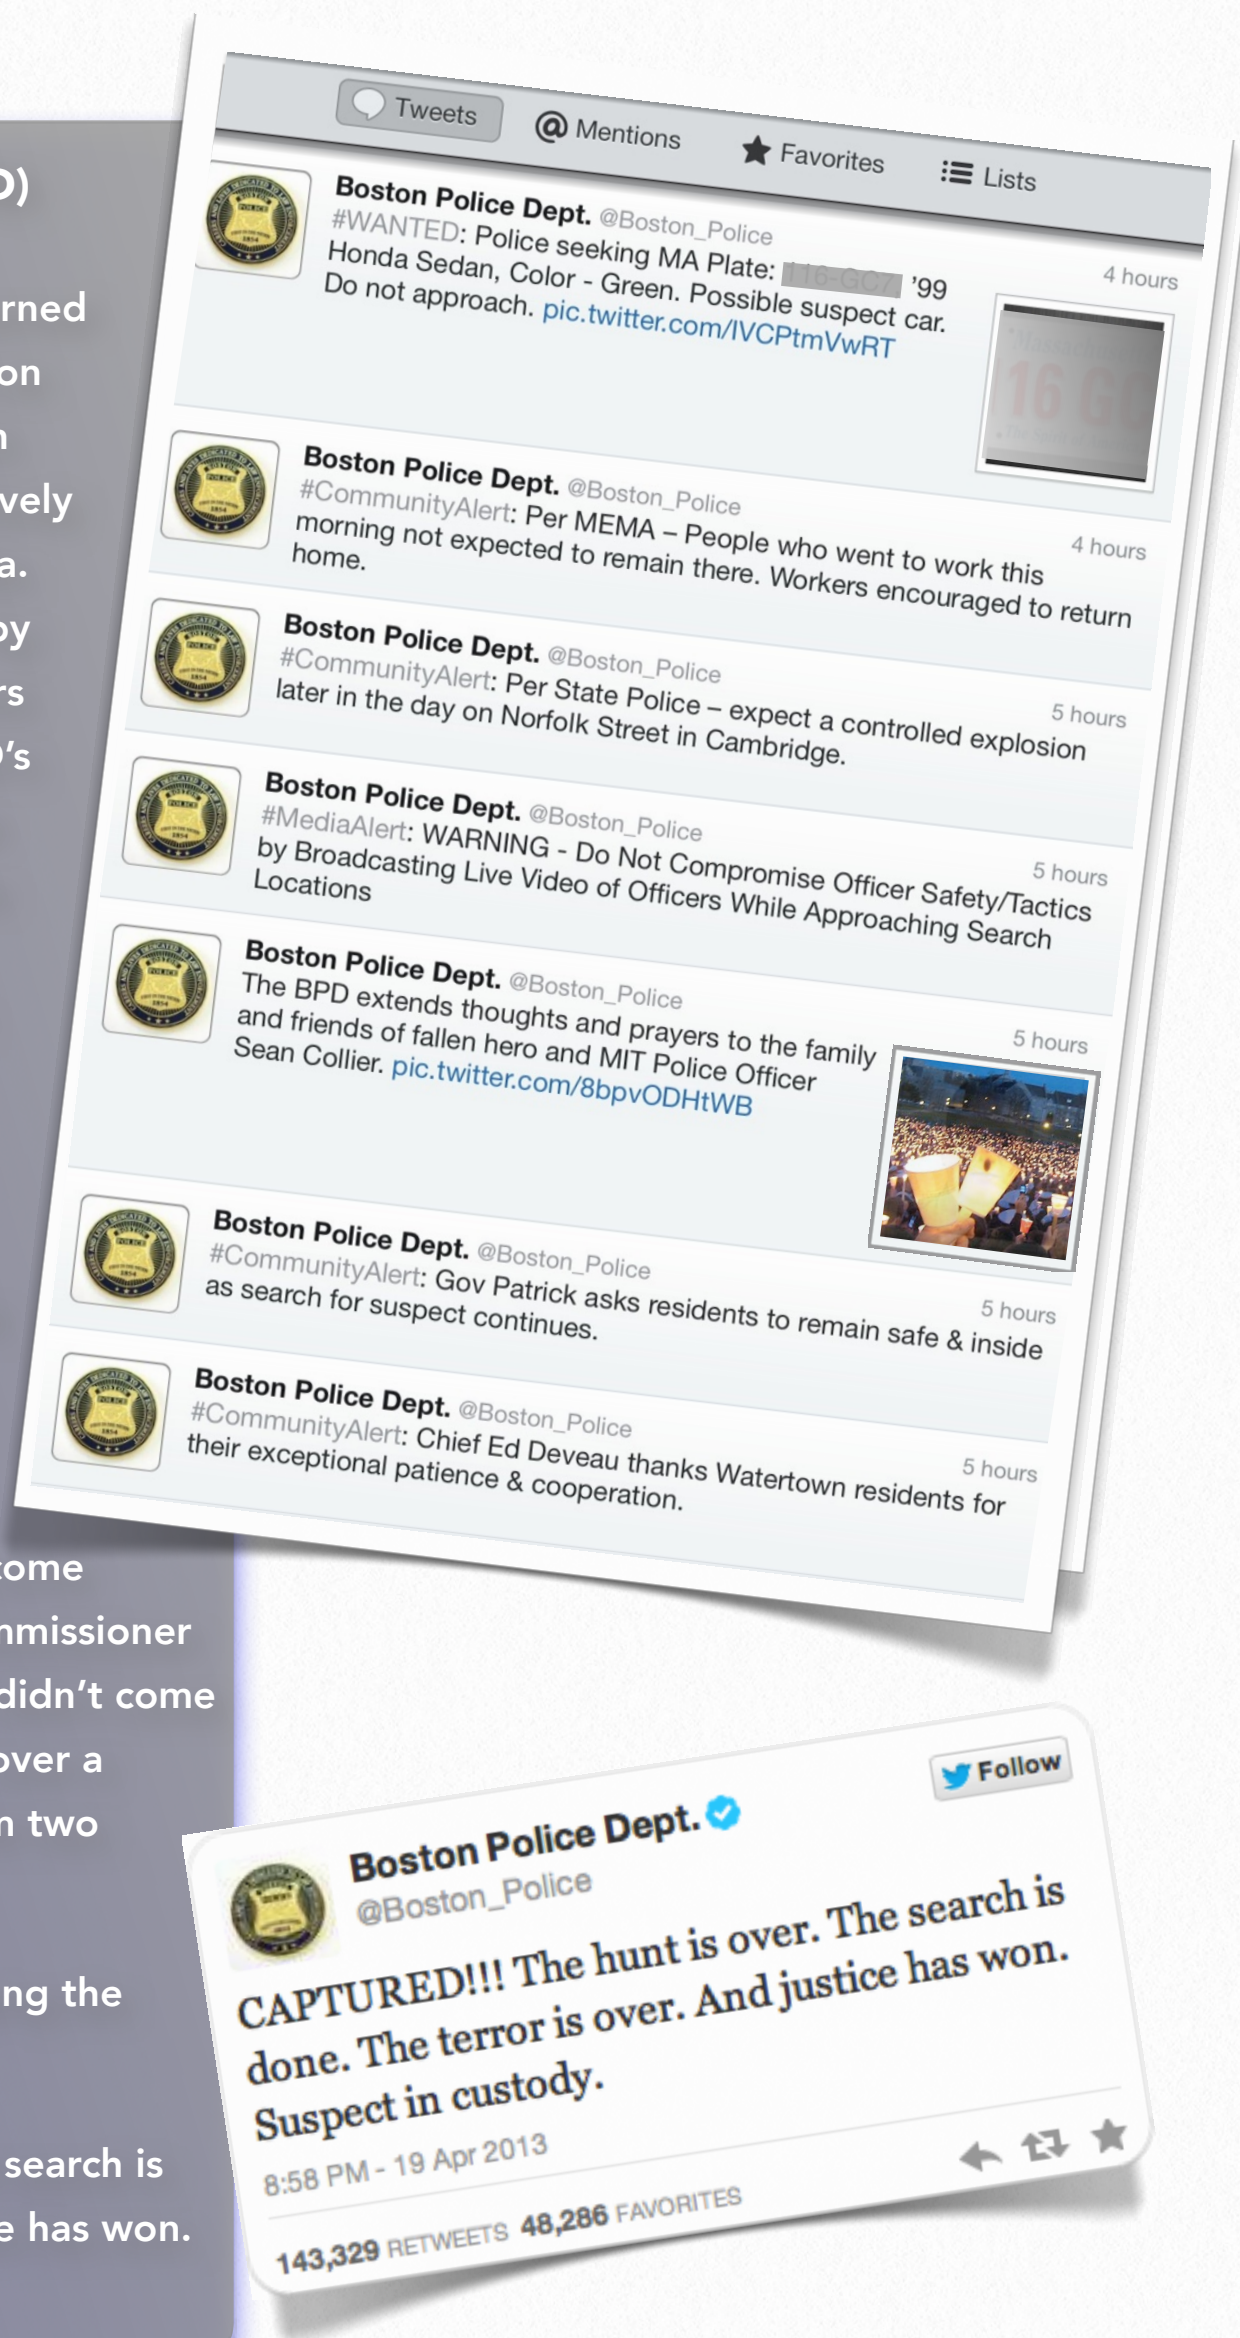 D)
rned
on
n
vely
a.
by
rs
D's
Tweets
@ Mentions
Favorites
Lists
Boston Police Dept. @Boston_Police
4 hours
#WANTED: Police seeking MA Plate: '99
Honda Sedan, Color - Green. Possible suspect car.
Do not approach. pic.twitter.com/IVCPtmVwRT
Boston Police Dept. @Boston_Police
4 hours
#CommunityAlert: Per MEMA – People who went to work this
morning not expected to remain there. Workers encouraged to return
home.
Boston Police Dept. @Boston_Police
5 hours
#CommunityAlert: Per State Police – expect a controlled explosion
later in the day on Norfolk Street in Cambridge.
Boston Police Dept. @Boston_Police
5 hours
#MediaAlert: WARNING - Do Not Compromise Officer Safety/Tactics
by Broadcasting Live Video of Officers While Approaching Search
Locations
Boston Police Dept. @Boston_Police
5 hours
The BPD extends thoughts and prayers to the family
and friends of fallen hero and MIT Police Officer
Sean Collier. pic.twitter.com/8bpvODHtWB
Boston Police Dept. @Boston_Police
5 hours
#CommunityAlert: Gov Patrick asks residents to remain safe & inside
as search for suspect continues.
Boston Police Dept. @Boston_Police
5 hours
#CommunityAlert: Chief Ed Deveau thanks Watertown residents for
their exceptional patience & cooperation.
come
mmissioner
didn't come
over a
n two
ng the
search is
e has won.
Follow
Boston Police Dept.
@Boston_Police
CAPTURED!!! The hunt is over. The search is
done. The terror is over. And justice has won.
Suspect in custody.
8:58 PM - 19 Apr 2013
143,329 RETWEETS 48,286 FAVORITES